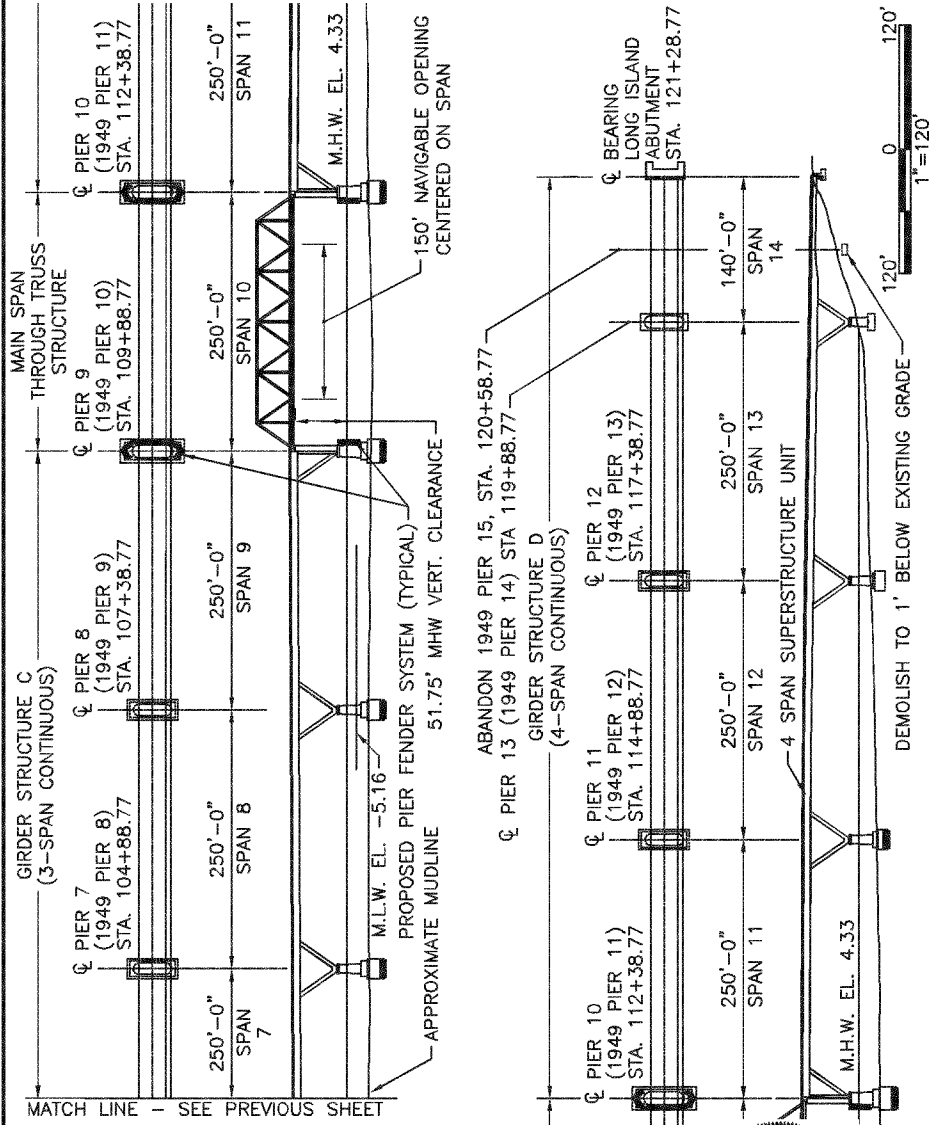 MAIN SPAN
THROUGH TRUSS
STRUCTURE
GIRDER STRUCTURE C
(3-SPAN CONTINUOUS)
℄ PIER 7
(1949 PIER 8)
STA. 104+88.77
℄ PIER 8
(1949 PIER 9)
STA. 107+38.77
℄ PIER 9
(1949 PIER 10)
STA. 109+88.77
℄ PIER 10
(1949 PIER 11)
STA. 112+38.77
250'-0"
SPAN
7
250'-0"
SPAN 8
250'-0"
SPAN 9
250'-0"
SPAN 10
250'-0"
SPAN 11
M.H.W. EL. 4.33
M.L.W. EL. -5.16
PROPOSED PIER FENDER SYSTEM (TYPICAL)
51.75' MHW VERT. CLEARANCE
150' NAVIGABLE OPENING
CENTERED ON SPAN
APPROXIMATE MUDLINE
MATCH LINE - SEE PREVIOUS SHEET
ABANDON 1949 PIER 15, STA. 120+58.77
℄ PIER 13 (1949 PIER 14) STA 119+88.77
GIRDER STRUCTURE D
(4-SPAN CONTINUOUS)
℄ PIER 10
(1949 PIER 11)
STA. 112+38.77
℄ PIER 11
(1949 PIER 12)
STA. 114+88.77
℄ PIER 12
(1949 PIER 13)
STA. 117+38.77
℄ BEARING
LONG ISLAND
ABUTMENT
STA. 121+28.77
250'-0"
SPAN 11
250'-0"
SPAN 12
250'-0"
SPAN 13
140'-0"
SPAN
14
4 SPAN SUPERSTRUCTURE UNIT
M.H.W. EL. 4.33
DEMOLISH TO 1' BELOW EXISTING GRADE
120' 0 120'
1"=120'